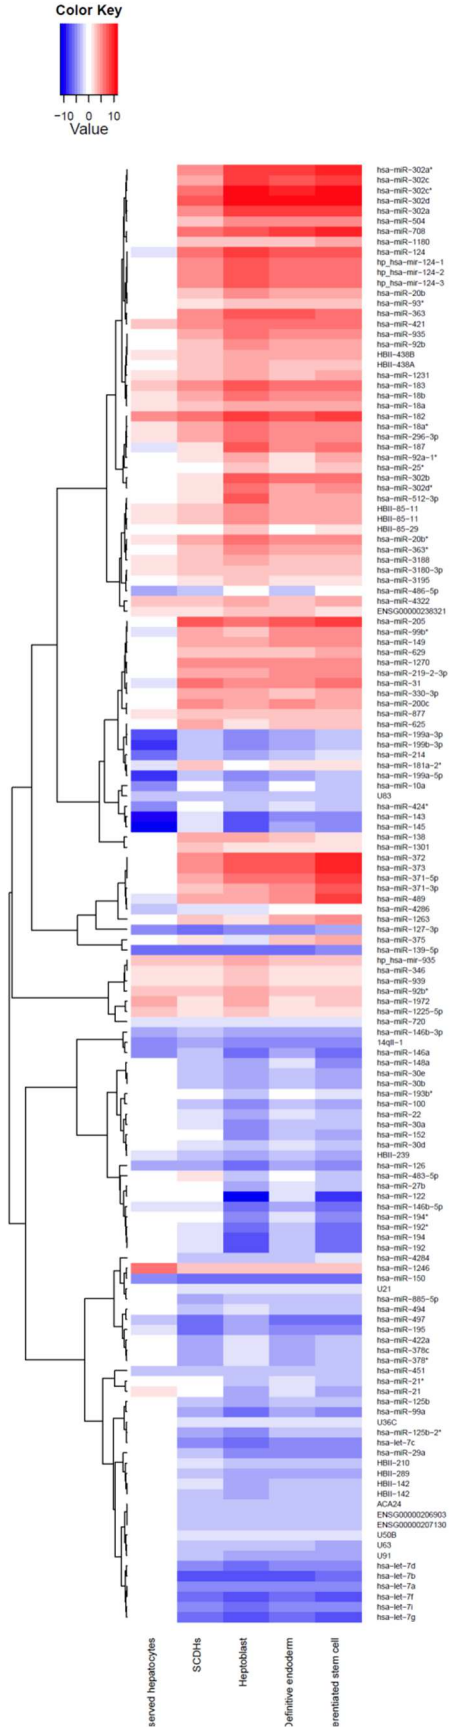 Color Key
−10 0 10
Value
hsa−miR−302a*
hsa−miR−302c
hsa−miR−302c*
hsa−miR−302d
hsa−miR−302a
hsa−miR−504
hsa−miR−708
hsa−miR−1180
hsa−miR−124
hp_hsa−mir−124−1
hp_hsa−mir−124−2
hp_hsa−mir−124−3
hsa−miR−20b
hsa−miR−93*
hsa−miR−363
hsa−miR−421
hsa−miR−935
hsa−miR−92b
HBII−438B
HBII−438A
hsa−miR−1231
hsa−miR−183
hsa−miR−18b
hsa−miR−18a
hsa−miR−182
hsa−miR−18a*
hsa−miR−296−3p
hsa−miR−187
hsa−miR−92a−1*
hsa−miR−25*
hsa−miR−302b
hsa−miR−302d*
hsa−miR−512−3p
HBII−85−11
HBII−85−11
HBII−85−29
hsa−miR−20b*
hsa−miR−363*
hsa−miR−3188
hsa−miR−3180−3p
hsa−miR−3195
hsa−miR−486−5p
hsa−miR−4322
ENSG00000238321
hsa−miR−205
hsa−miR−99b*
hsa−miR−149
hsa−miR−629
hsa−miR−1270
hsa−miR−219−2−3p
hsa−miR−31
hsa−miR−330−3p
hsa−miR−200c
hsa−miR−877
hsa−miR−625
hsa−miR−199a−3p
hsa−miR−199b−3p
hsa−miR−214
hsa−miR−181a−2*
hsa−miR−199a−5p
hsa−miR−10a
U83
hsa−miR−424*
hsa−miR−143
hsa−miR−145
hsa−miR−138
hsa−miR−1301
hsa−miR−372
hsa−miR−373
hsa−miR−371−5p
hsa−miR−371−3p
hsa−miR−489
hsa−miR−4286
hsa−miR−1263
hsa−miR−127−3p
hsa−miR−375
hsa−miR−139−5p
hp_hsa−mir−935
hsa−miR−346
hsa−miR−939
hsa−miR−92b*
hsa−miR−1972
hsa−miR−1225−5p
hsa−miR−720
hsa−miR−146b−3p
14qII−1
hsa−miR−146a
hsa−miR−148a
hsa−miR−30e
hsa−miR−30b
hsa−miR−193b*
hsa−miR−100
hsa−miR−22
hsa−miR−30a
hsa−miR−152
hsa−miR−30d
HBII−239
hsa−miR−126
hsa−miR−483−5p
hsa−miR−27b
hsa−miR−122
hsa−miR−146b−5p
hsa−miR−194*
hsa−miR−192*
hsa−miR−194
hsa−miR−192
hsa−miR−4284
hsa−miR−1246
hsa−miR−150
U21
hsa−miR−885−5p
hsa−miR−494
hsa−miR−497
hsa−miR−195
hsa−miR−422a
hsa−miR−378c
hsa−miR−378*
hsa−miR−451
hsa−miR−21*
hsa−miR−21
hsa−miR−125b
hsa−miR−99a
U36C
hsa−miR−125b−2*
hsa−let−7c
hsa−miR−29a
HBII−210
HBII−289
HBII−142
HBII−142
ACA24
ENSG00000206903
ENSG00000207130
U50B
U63
U91
hsa−let−7d
hsa−let−7b
hsa−let−7a
hsa−let−7f
hsa−let−7i
hsa−let−7g
served hepatocytes
SCDHs
Heptoblast
Definitive endoderm
erentiated stem cell